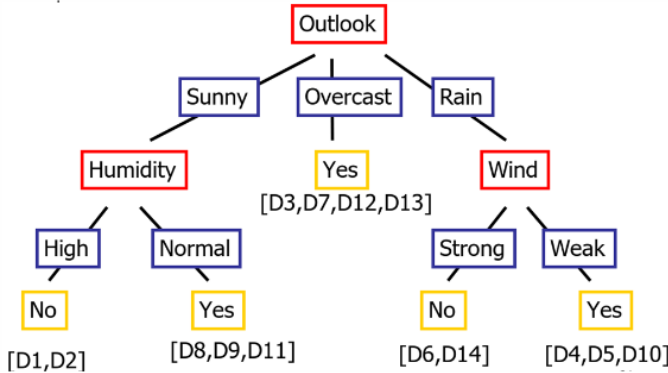 Outlook
Sunny Overcast Rain
Humidity Yes Wind
[D3,D7,D12,D13]
High Normal Strong Weak
No Yes No Yes
[D1,D2] [D8,D9,D11] [D6,D14] [D4,D5,D10]